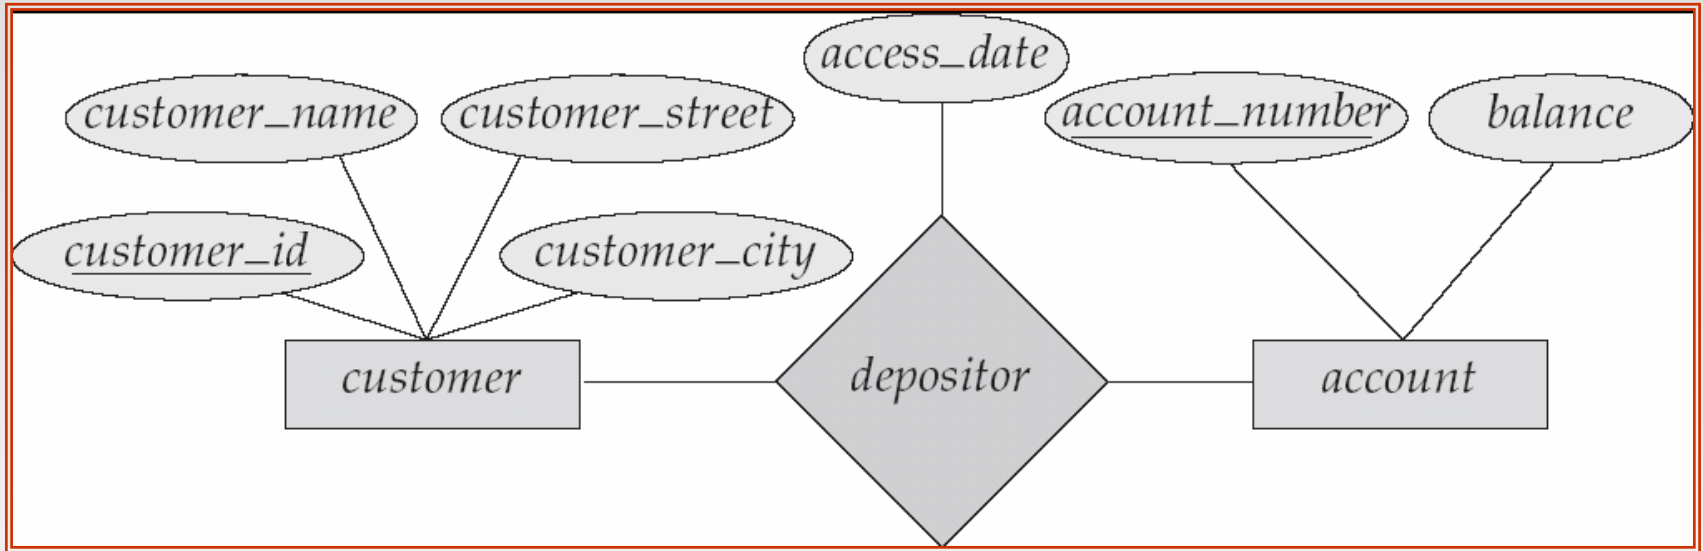 access_date
customer_name
customer_street
account_number
balance
customer_id
customer_city
customer
depositor
account